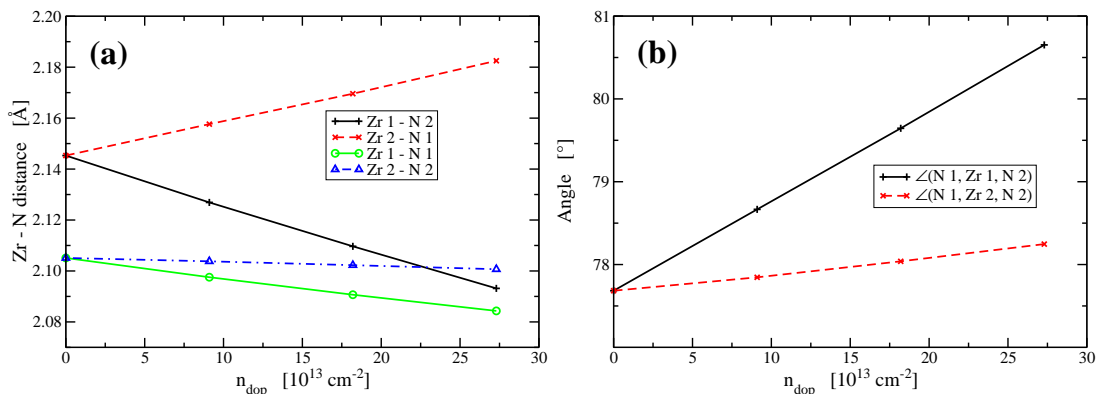 (a)
Zr - N distance [Å]
2.20
2.18
2.16
2.14
2.12
2.10
2.08
Zr 1 - N 2
Zr 2 - N 1
Zr 1 - N 1
Zr 2 - N 2
0 5 10 15 20 25 30
n_dop [10^13 cm^-2]
(b)
Angle [°]
81
80
79
78
∠(N 1, Zr 1, N 2)
∠(N 1, Zr 2, N 2)
0 5 10 15 20 25 30
n_dop [10^13 cm^-2]